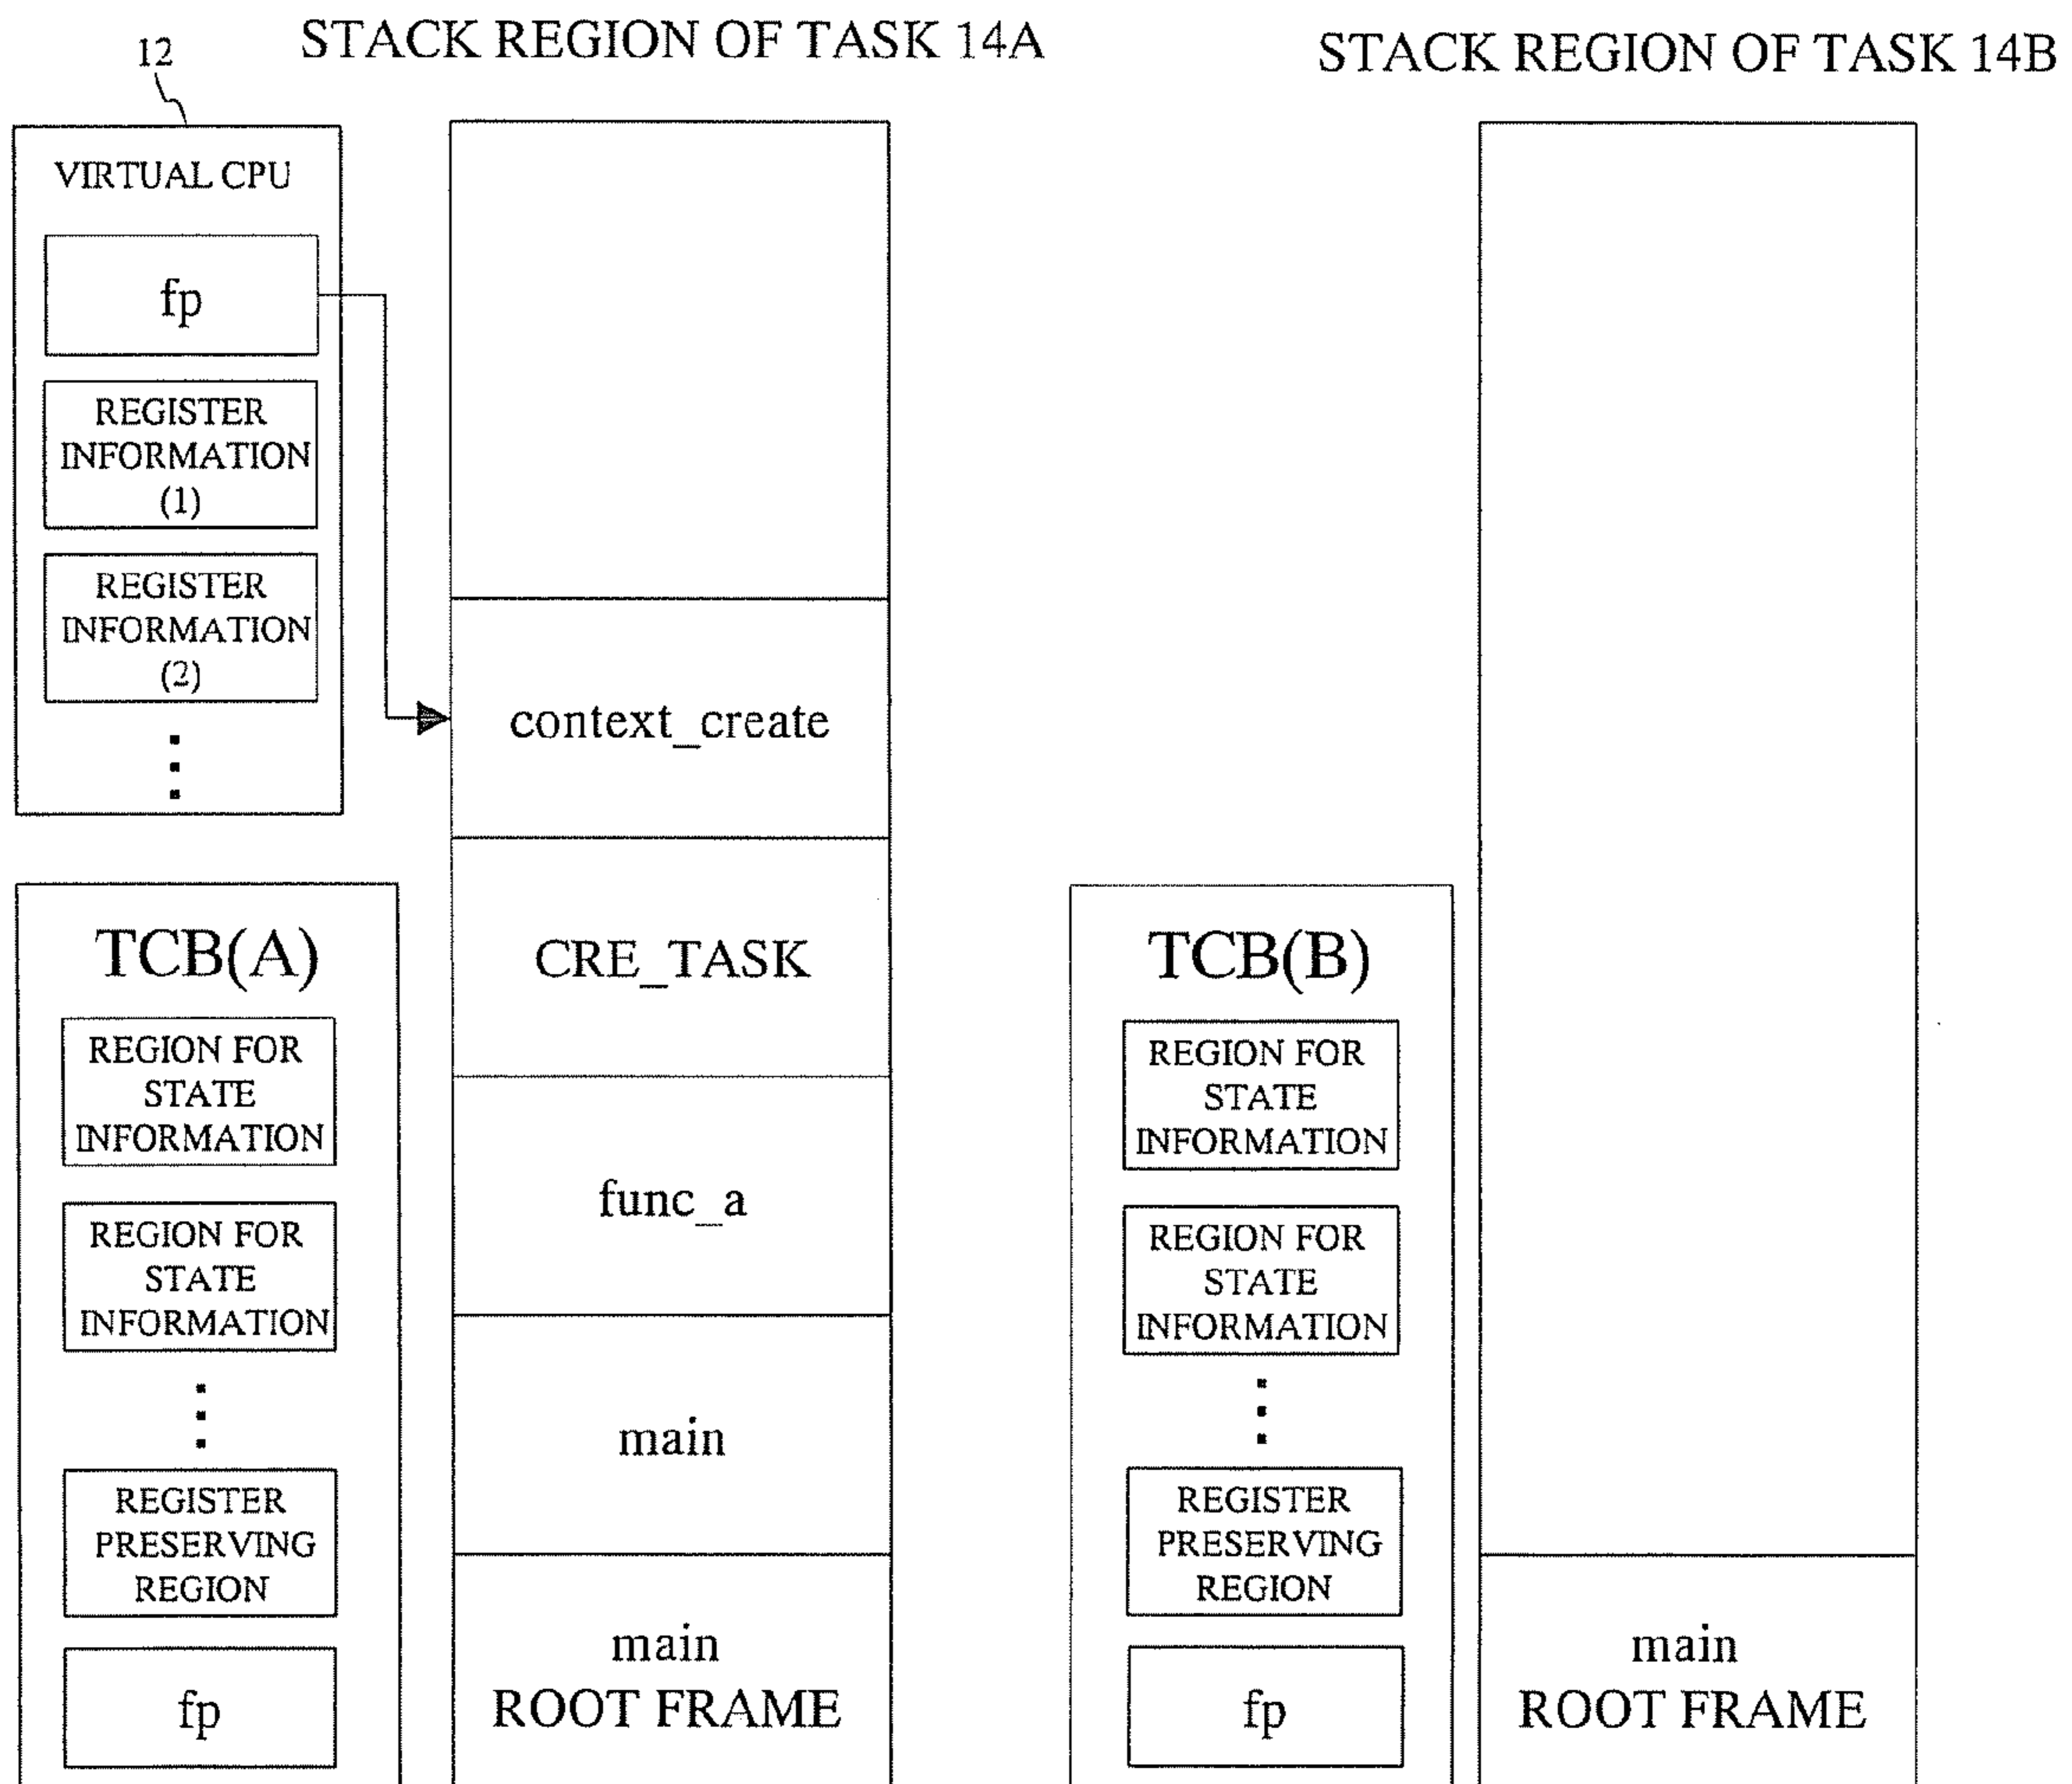 STACK REGION OF TASK 14A
STACK REGION OF TASK 14B
12
VIRTUAL CPU
fp
REGISTER
INFORMATION
(1)
REGISTER
INFORMATION
(2)
context_create
CRE_TASK
func_a
main
main
ROOT FRAME
TCB(A)
REGION FOR
STATE
INFORMATION
REGION FOR
STATE
INFORMATION
REGISTER
PRESERVING
REGION
fp
TCB(B)
REGION FOR
STATE
INFORMATION
REGION FOR
STATE
INFORMATION
REGISTER
PRESERVING
REGION
fp
main
ROOT FRAME